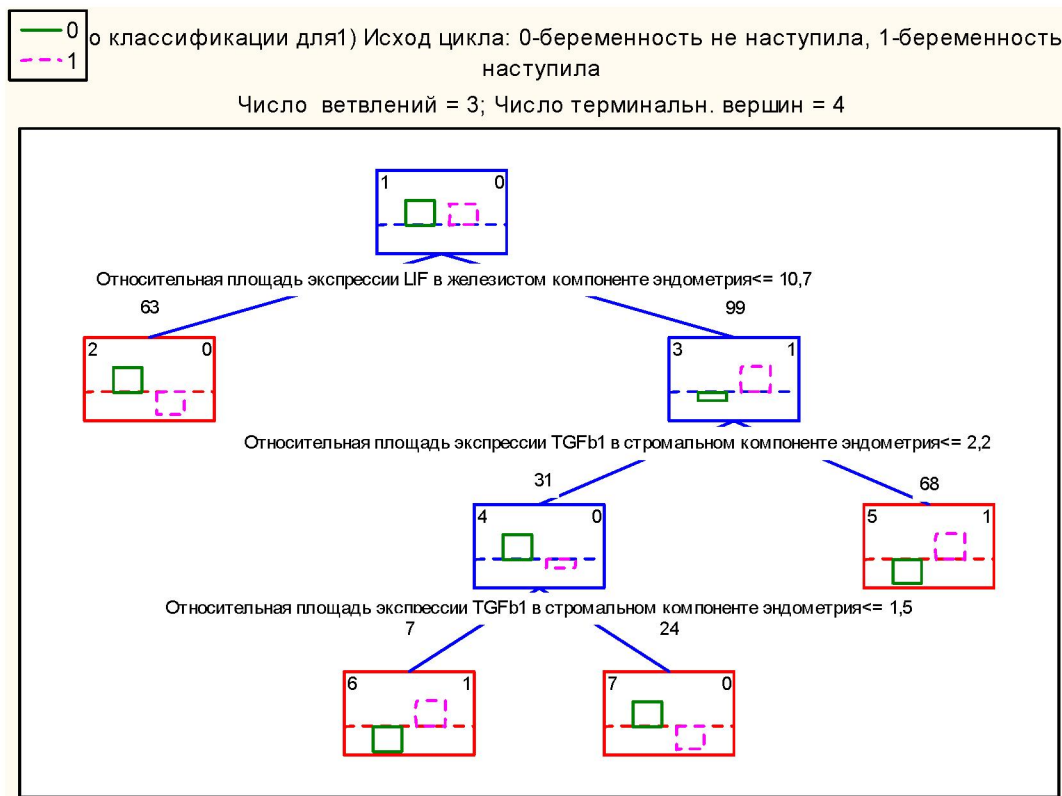 0
1
о классификации для1) Исход цикла: 0-беременность не наступила, 1-беременность
наступила
Число ветвлений = 3; Число терминальн. вершин = 4
1 0
Относительная площадь экспрессии LIF в железистом компоненте эндометрия<= 10,7
63 99
2 0
3 1
Относительная площадь экспрессии TGFb1 в стромальном компоненте эндометрия<= 2,2
31 68
4 0
5 1
Относительная площадь экспрессии TGFb1 в стромальном компоненте эндометрия<= 1,5
7 24
6 1
7 0